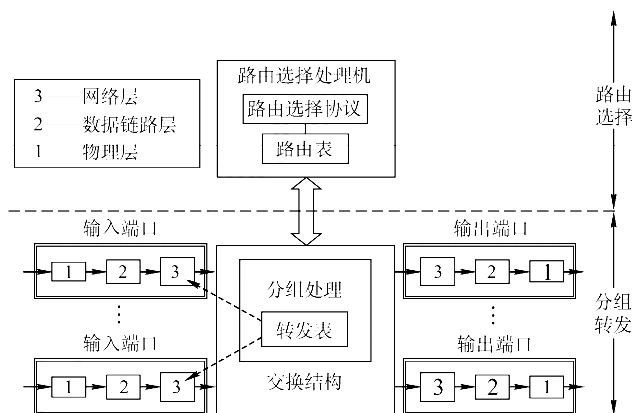 路由选择处理机
路由选择协议
路由表
3 网络层
2 数据链路层
1 物理层
路由
选择
输入端口
1 2 3
输入端口
1 2 3
分组处理
转发表
交换结构
输出端口
3 2 1
输出端口
3 2 1
分组
转发